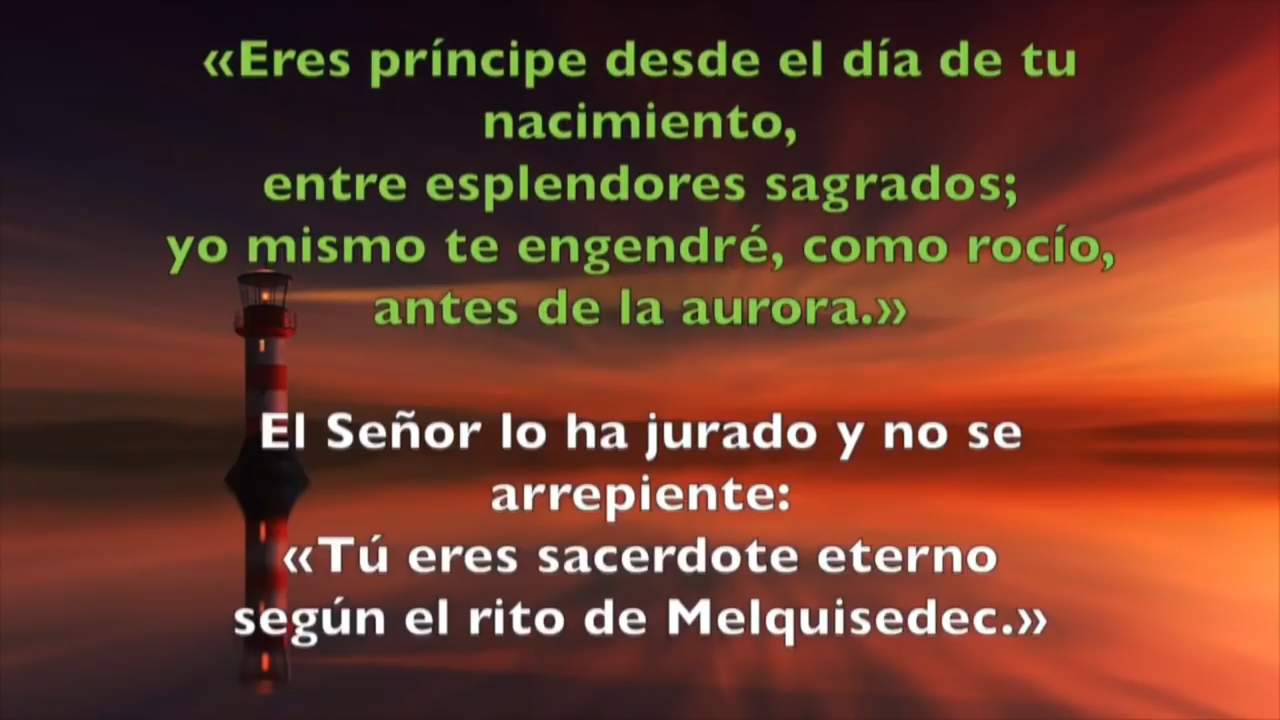 «Eres príncipe desde el día de tu
nacimiento,
entre esplendores sagrados;
yo mismo te engendré, como rocío,
antes de la aurora.»
El Señor lo ha jurado y no se
arrepiente:
«Tú eres sacerdote eterno
según el rito de Melquisedec.»